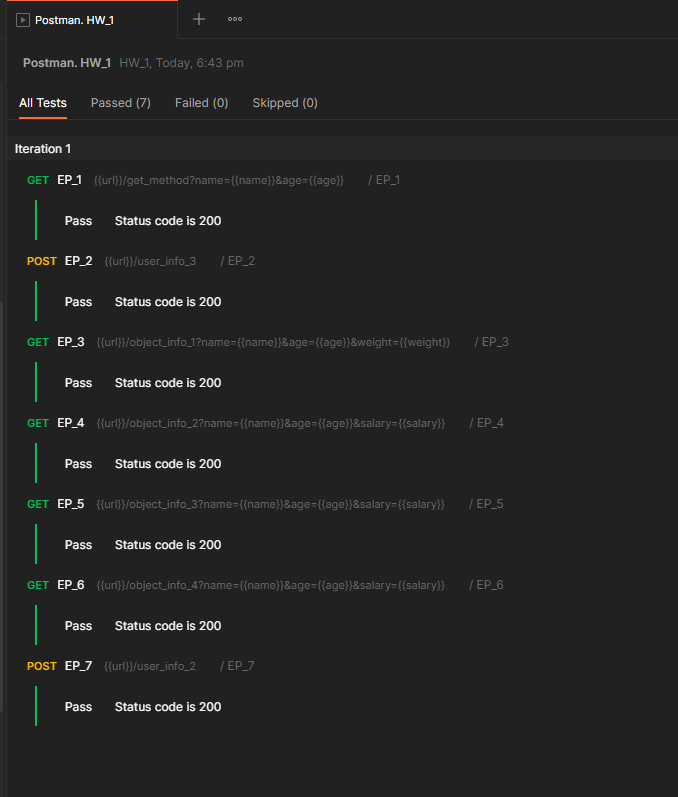 Postman. HW_1
Postman. HW_1 HW_1, Today, 6:43 pm
All Tests Passed (7) Failed (0) Skipped (0)
Iteration 1
GET EP_1 {{url}}/get_method?name={{name}}&age={{age}} / EP_1
Pass Status code is 200
POST EP_2 {{url}}/user_info_3 / EP_2
Pass Status code is 200
GET EP_3 {{url}}/object_info_1?name={{name}}&age={{age}}&weight={{weight}} / EP_3
Pass Status code is 200
GET EP_4 {{url}}/object_info_2?name={{name}}&age={{age}}&salary={{salary}} / EP_4
Pass Status code is 200
GET EP_5 {{url}}/object_info_3?name={{name}}&age={{age}}&salary={{salary}} / EP_5
Pass Status code is 200
GET EP_6 {{url}}/object_info_4?name={{name}}&age={{age}}&salary={{salary}} / EP_6
Pass Status code is 200
POST EP_7 {{url}}/user_info_2 / EP_7
Pass Status code is 200